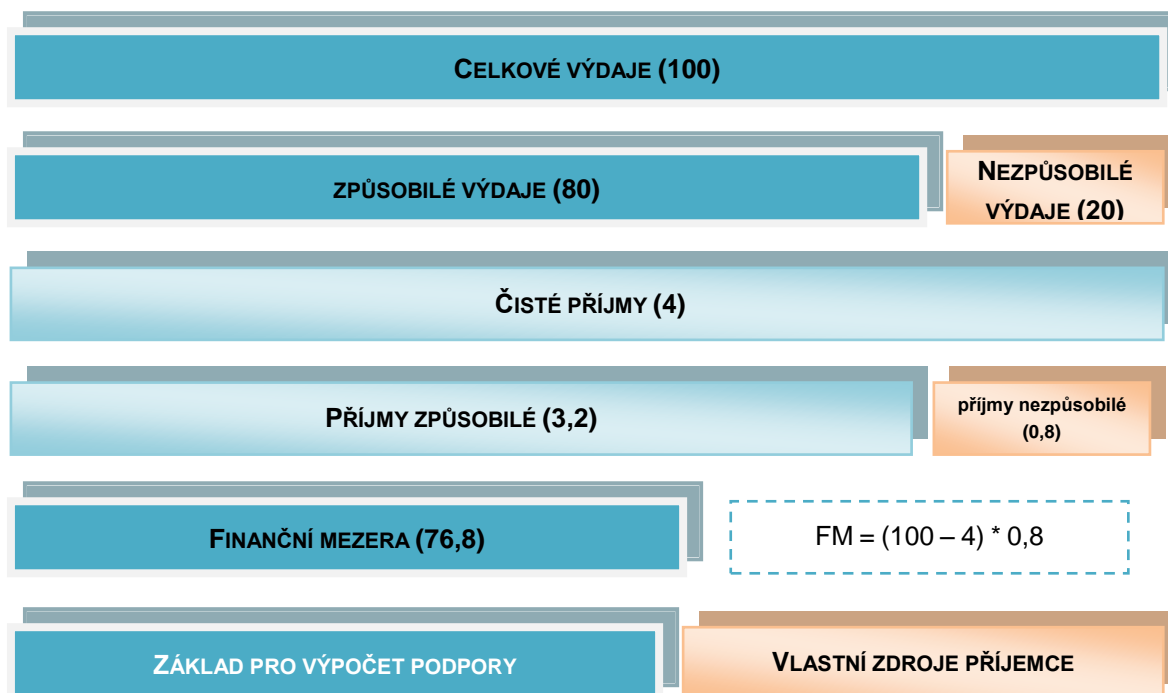 CELKOVÉ VÝDAJE (100)
ZPŮSOBILÉ VÝDAJE (80)
NEZPŮSOBILÉ
VÝDAJE (20)
ČISTÉ PŘÍJMY (4)
PŘÍJMY ZPŮSOBILÉ (3,2)
příjmy nezpůsobilé
(0,8)
FINANČNÍ MEZERA (76,8)
FM = (100 – 4) * 0,8
ZÁKLAD PRO VÝPOČET PODPORY
VLASTNÍ ZDROJE PŘÍJEMCE